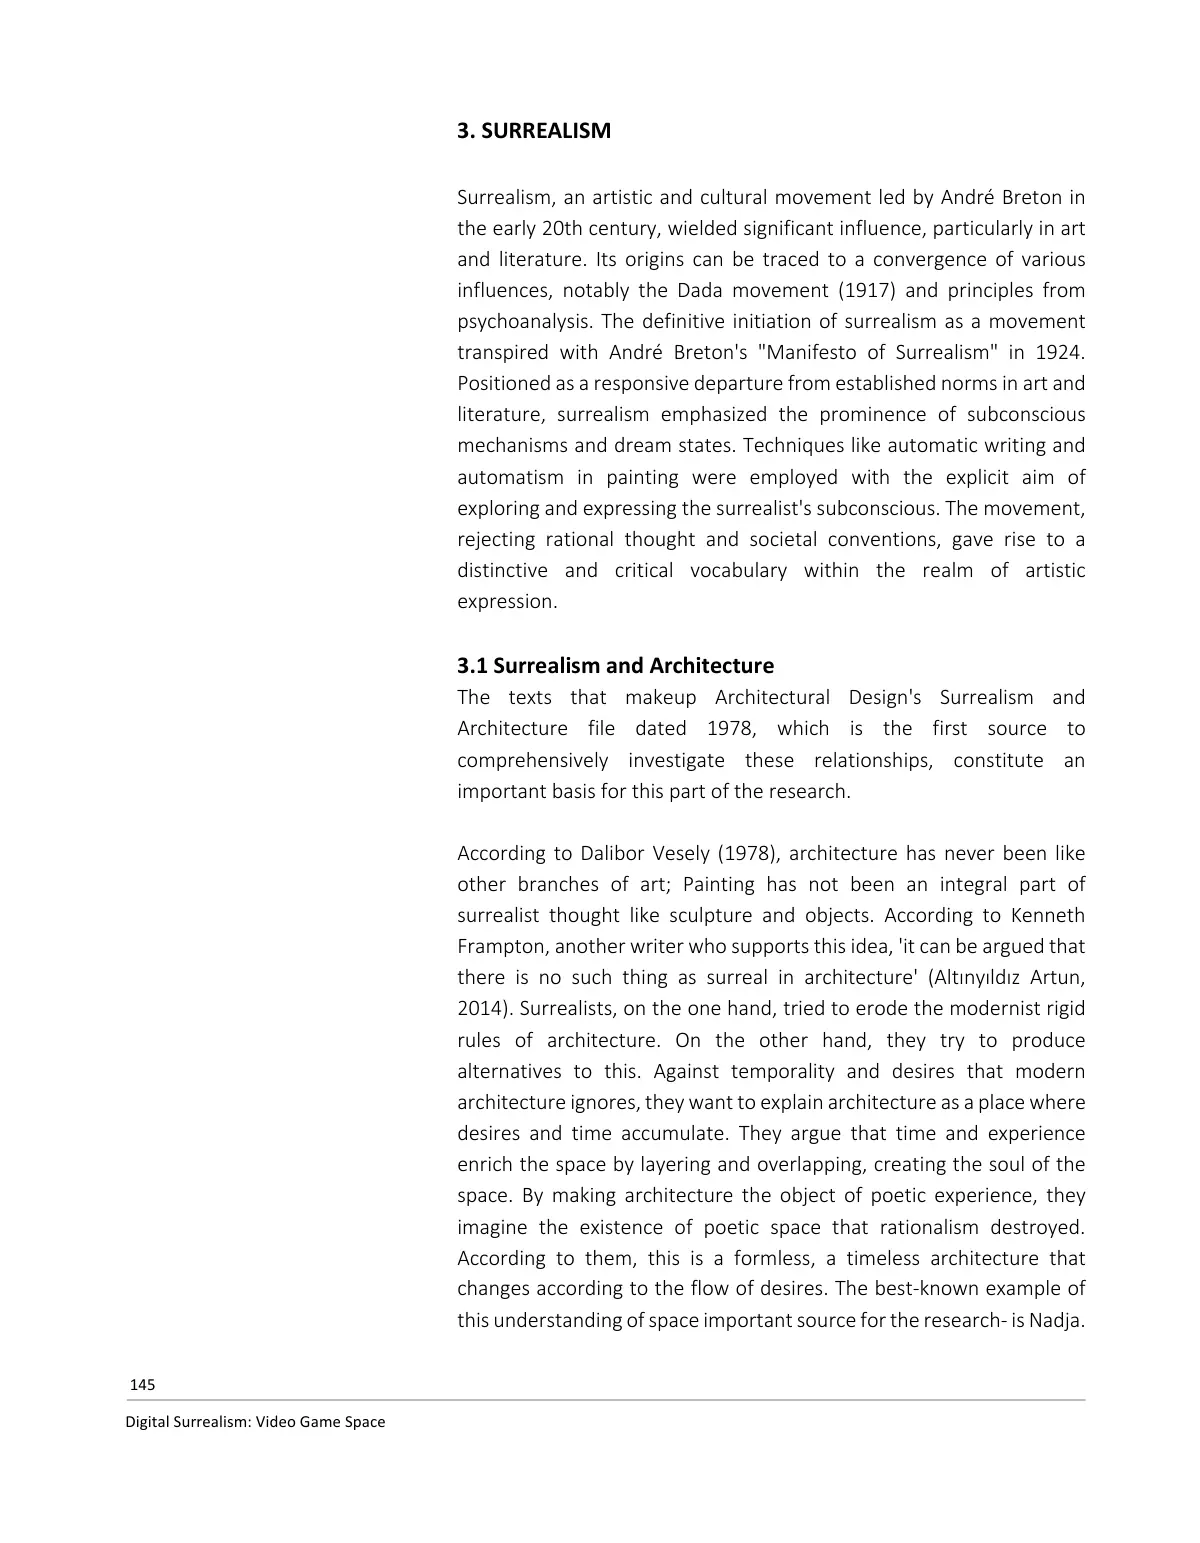 3. SURREALISM
Surrealism, an artistic and cultural movement led by André Breton in
the early 20th century, wielded significant influence, particularly in art
and literature. Its origins can be traced to a convergence of various
influences, notably the Dada movement (1917) and principles from
psychoanalysis. The definitive initiation of surrealism as a movement
transpired with André Breton's "Manifesto of Surrealism" in 1924.
Positioned as a responsive departure from established norms in art and
literature, surrealism emphasized the prominence of subconscious
mechanisms and dream states. Techniques like automatic writing and
automatism in painting were employed with the explicit aim of
exploring and expressing the surrealist's subconscious. The movement,
rejecting rational thought and societal conventions, gave rise to a
distinctive and critical vocabulary within the realm of artistic
expression.
3.1 Surrealism and Architecture
The texts that makeup Architectural Design's Surrealism and
Architecture file dated 1978, which is the first source to
comprehensively investigate these relationships, constitute an
important basis for this part of the research.
According to Dalibor Vesely (1978), architecture has never been like
other branches of art; Painting has not been an integral part of
surrealist thought like sculpture and objects. According to Kenneth
Frampton, another writer who supports this idea, 'it can be argued that
there is no such thing as surreal in architecture' (Altınyıldız Artun,
2014). Surrealists, on the one hand, tried to erode the modernist rigid
rules of architecture. On the other hand, they try to produce
alternatives to this. Against temporality and desires that modern
architecture ignores, they want to explain architecture as a place where
desires and time accumulate. They argue that time and experience
enrich the space by layering and overlapping, creating the soul of the
space. By making architecture the object of poetic experience, they
imagine the existence of poetic space that rationalism destroyed.
According to them, this is a formless, a timeless architecture that
changes according to the flow of desires. The best-known example of
this understanding of space important source for the research- is Nadja.
145
Digital Surrealism: Video Game Space